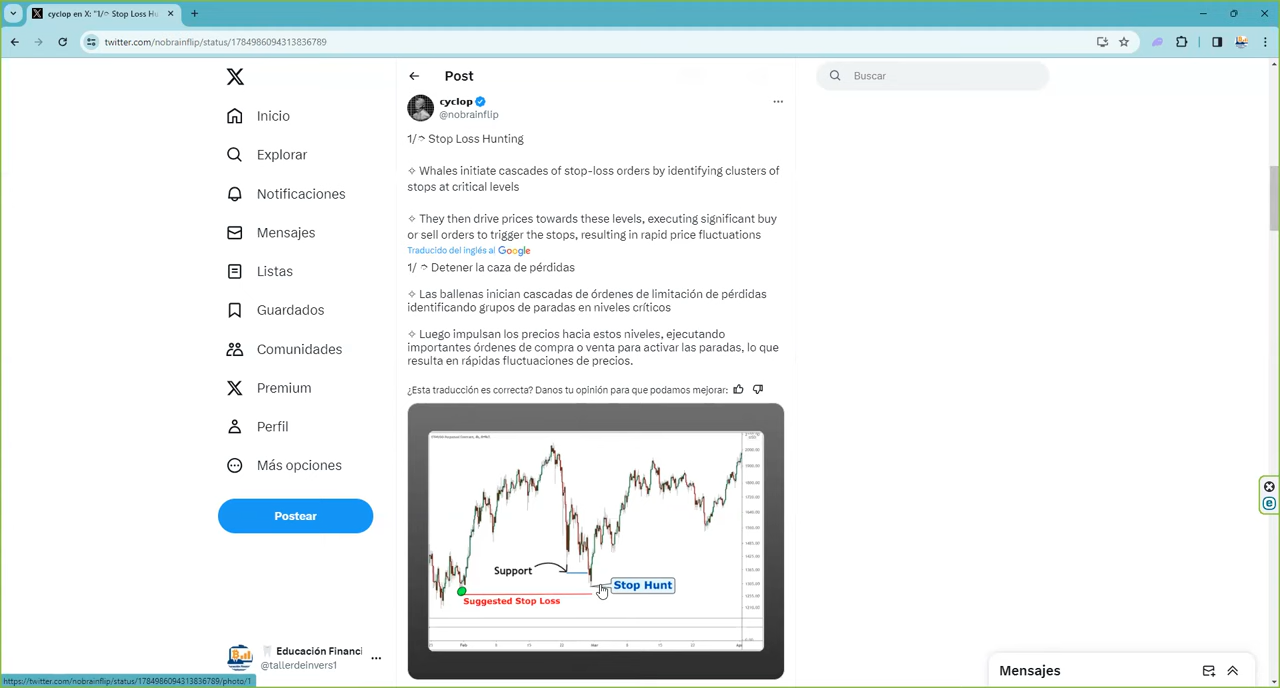 cyclop en X: "1/ Stop Loss Hu
twitter.com/nobrainflip/status/1784986094313836789
Post
Buscar
Inicio
Explorar
Notificaciones
Mensajes
Listas
Guardados
Comunidades
Premium
Perfil
Más opciones
Postear
Educación Financi
@tallerdeinvers1
cyclop
@nobrainflip
1/ Stop Loss Hunting
✧ Whales initiate cascades of stop-loss orders by identifying clusters of
stops at critical levels
✧ They then drive prices towards these levels, executing significant buy
or sell orders to trigger the stops, resulting in rapid price fluctuations
Traducido del inglés al Google
1/ Detener la caza de pérdidas
✧ Las ballenas inician cascadas de órdenes de limitación de pérdidas
identificando grupos de paradas en niveles críticos
✧ Luego impulsan los precios hacia estos niveles, ejecutando
importantes órdenes de compra o venta para activar las paradas, lo que
resulta en rápidas fluctuaciones de precios.
¿Esta traducción es correcta? Danos tu opinión para que podamos mejorar:
Support
Stop Hunt
Suggested Stop Loss
Feb
Mar
Apr
Mensajes
https://twitter.com/nobrainflip/status/1784986094313836789/photo/1